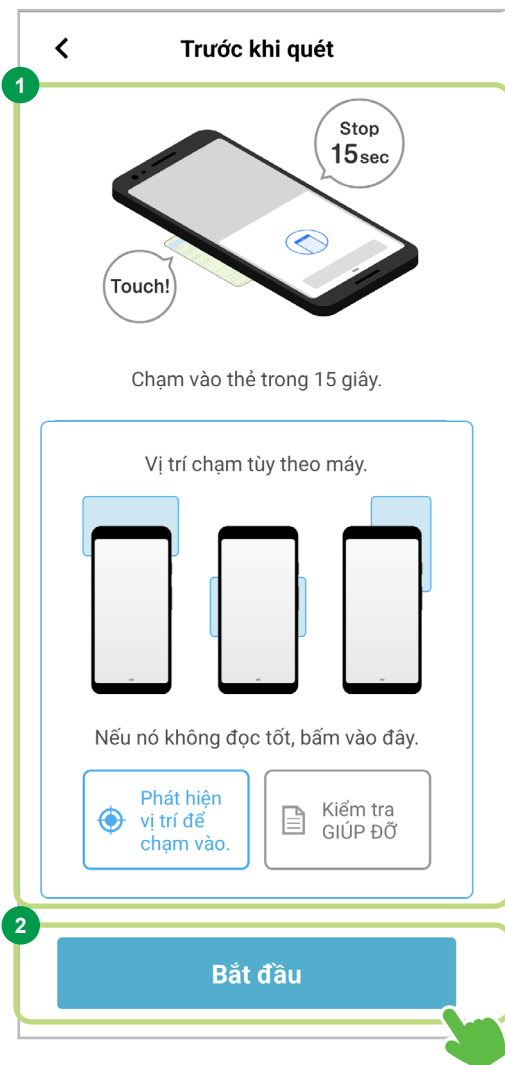 Trước khi quét
1
Stop
15sec
Touch!
Chạm vào thẻ trong 15 giây.
Vị trí chạm tùy theo máy.
Nếu nó không đọc tốt, bấm vào đây.
Phát hiện
vị trí để
chạm vào.
Kiểm tra
GIÚP ĐỠ
2
Bắt đầu